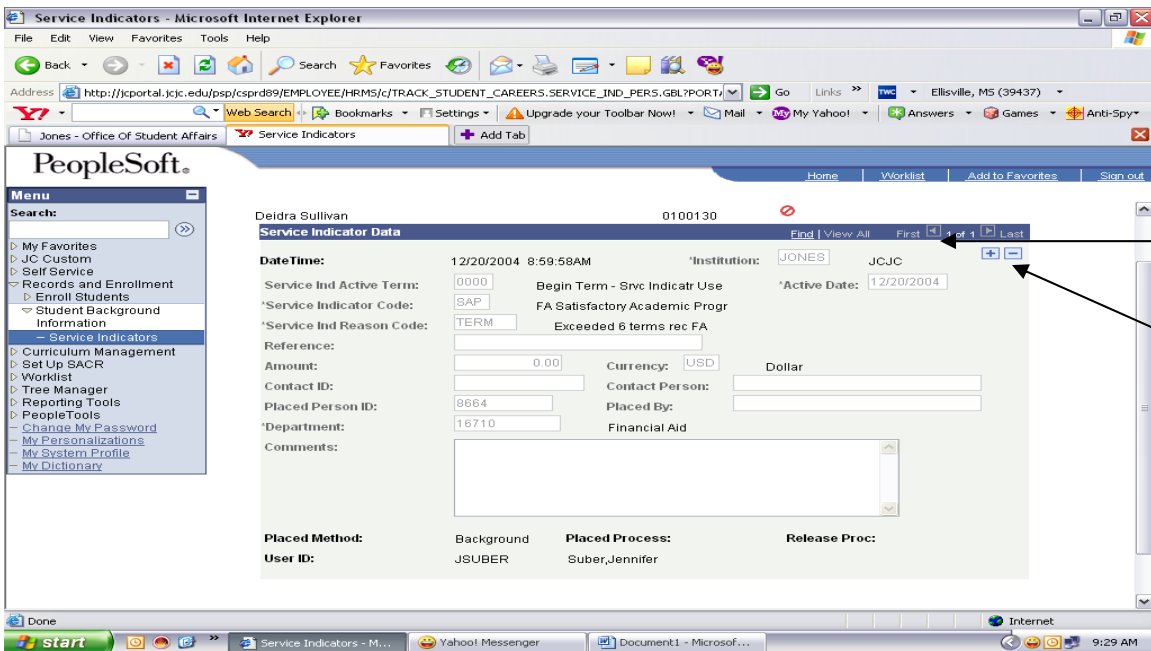 Service Indicators - Microsoft Internet Explorer
File Edit View Favorites Tools Help
Back Search Favorites
Address http://jcportal.jcjc.edu/psp/csprd89/EMPLOYEE/HRMS/c/TRACK_STUDENT_CAREERS.SERVICE_IND_PERS.GBL?PORT Go Links » TWC Ellisville, MS (39437)
Y! Web Search Bookmarks Settings Upgrade your Toolbar Now! Mail My Yahoo! Answers Games Anti-Spy
Jones - Office Of Student Affairs Y! Service Indicators Add Tab
PeopleSoft.
Home Worklist Add to Favorites Sign out
Menu
Search:
My Favorites
JC Custom
Self Service
Records and Enrollment
Enroll Students
Student Background
Information
– Service Indicators
Curriculum Management
Set Up SACR
Worklist
Tree Manager
Reporting Tools
PeopleTools
– Change My Password
– My Personalizations
– My System Profile
– My Dictionary
Deidra Sullivan 0100130
Service Indicator Data Find | View All First 1 of 1 Last
DateTime: 12/20/2004 8:59:58AM *Institution: JONES JCJC
Service Ind Active Term: 0000 Begin Term - Srvc Indicatr Use *Active Date: 12/20/2004
*Service Indicator Code: SAP FA Satisfactory Academic Progr
*Service Ind Reason Code: TERM Exceeded 6 terms rec FA
Reference:
Amount: 0.00 Currency: USD Dollar
Contact ID: Contact Person:
Placed Person ID: 8664 Placed By:
*Department: 16710 Financial Aid
Comments:
Placed Method: Background Placed Process: Release Proc:
User ID: JSUBER Suber,Jennifer
Done Internet
start » Service Indicators - M... Yahoo! Messenger Document1 - Microsof... 9:29 AM